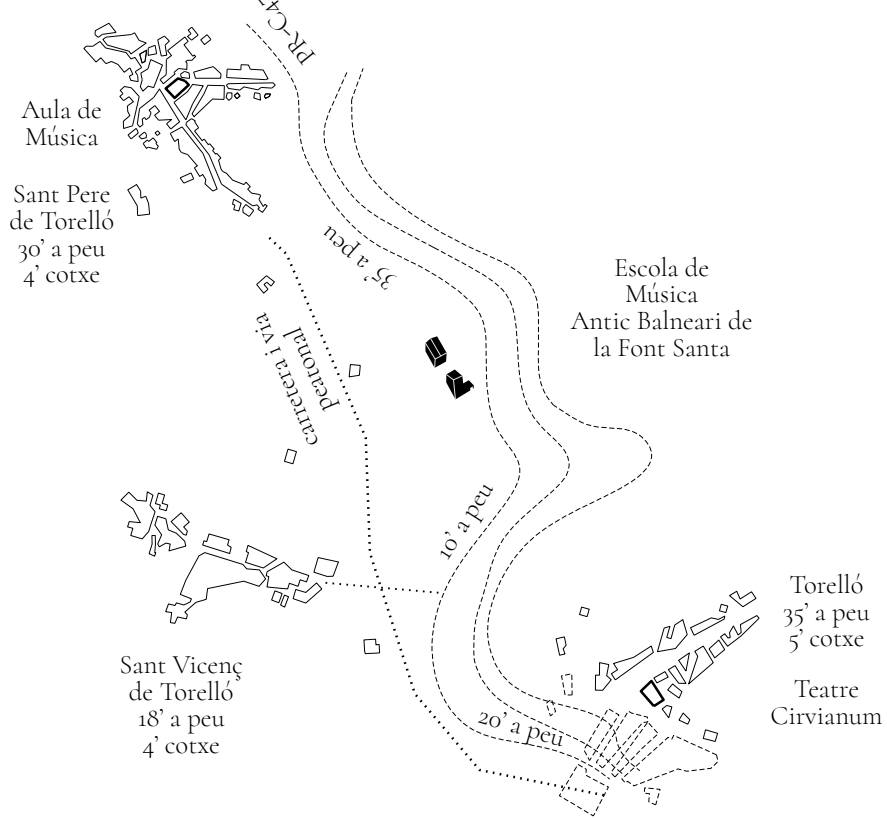 PR-C47
Aula de
Música
Sant Pere
de Torelló
30’ a peu
4’ cotxe
35’ a peu
Escola de
Música
Antic Balneari de
la Font Santa
carretera i via
peatonal
10’ a peu
Torelló
35’ a peu
5’ cotxe
Teatre
Cirvianum
Sant Vicenç
de Torelló
18’ a peu
4’ cotxe
20’ a peu